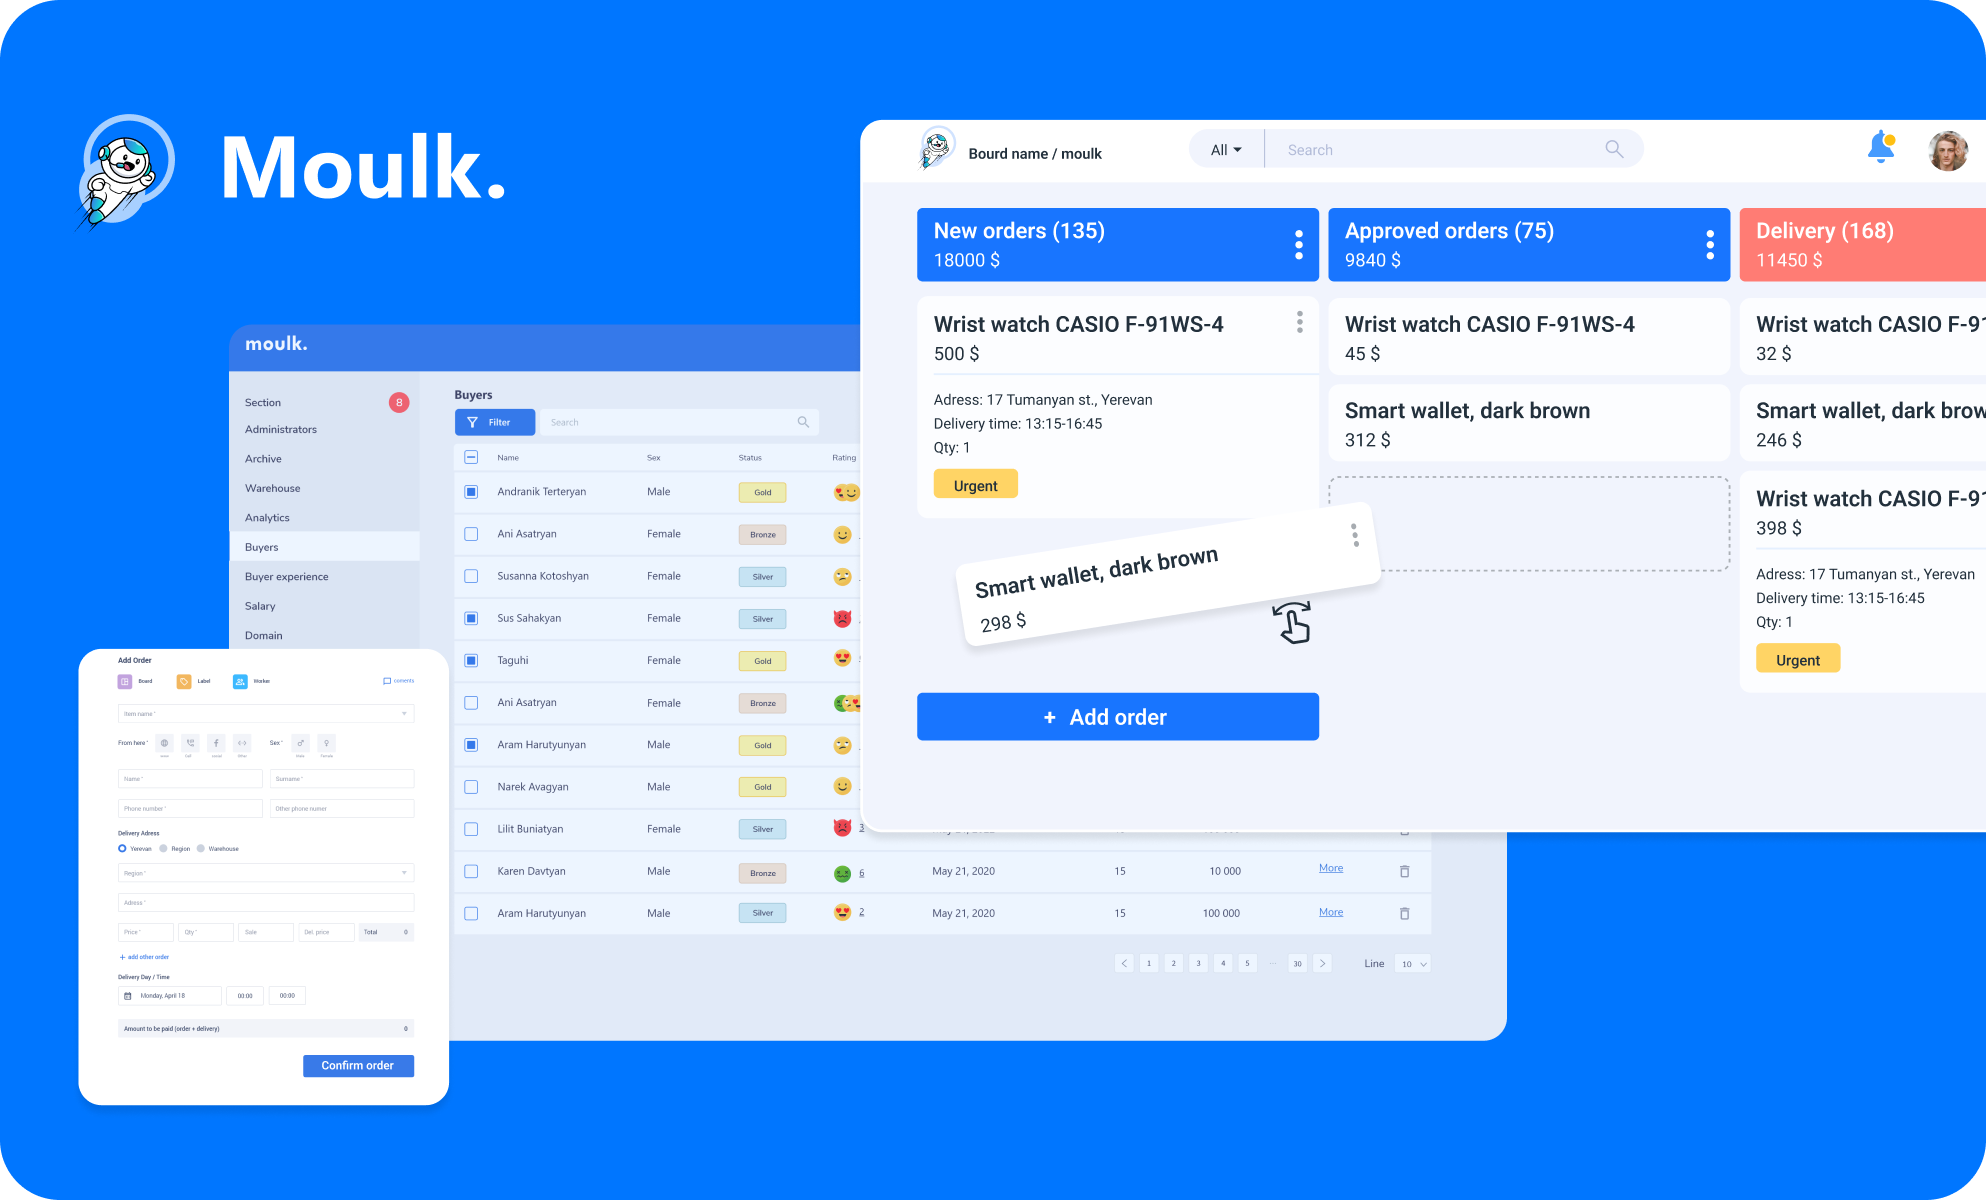 Moulk.
Bourd name / moulk
All
Search
New orders (135)
18000 $
Approved orders (75)
9840 $
Delivery (168)
11450 $
Wrist watch CASIO F-91WS-4
500 $
Adress: 17 Tumanyan st., Yerevan
Delivery time: 13:15-16:45
Qty: 1
Urgent
Smart wallet, dark brown
298 $
+ Add order
Wrist watch CASIO F-91WS-4
45 $
Smart wallet, dark brown
312 $
Wrist watch CASIO F-91
32 $
Smart wallet, dark brow
246 $
Wrist watch CASIO F-91
398 $
Adress: 17 Tumanyan st., Yerevan
Delivery time: 13:15-16:45
Qty: 1
Urgent
moulk.
Section 8
Administrators
Archive
Warehouse
Analytics
Buyers
Buyer experience
Salary
Domain
Buyers
Filter
Search
Name Sex Status Rating
Andranik Terteryan Male Gold
Ani Asatryan Female Bronze
Susanna Kotoshyan Female Silver
Sus Sahakyan Female Silver
Taguhi Female Gold
Ani Asatryan Female Bronze
Aram Harutyunyan Male Gold
Narek Avagyan Male Gold
Lilit Buniatyan Female Silver 3
Karen Davtyan Male Bronze 6 May 21, 2020 15 10 000 More
Aram Harutyunyan Male Silver 2 May 21, 2020 15 100 000 More
< 1 2 3 4 5 ... 30 > Line 10
Add Order
Board Label Worker coments
Item name *
From here * Sex *
Name * Surname *
Phone number * Other phone numer
Delivery Adress
Yerevan Region Warehouse
Region *
Adress *
Price * Qty * Sale Del. price Total 0
+ add other order
Delivery Day / Time
Monday, April 18 00:00 00:00
Amount to be paid (order + delivery) 0
Confirm order